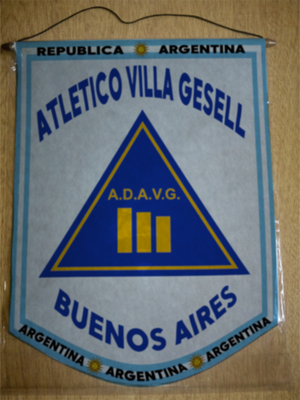 REPUBLICA ARGENTINA
ATLETICO VILLA GESELL
A.D.A.V.G.
BUENOS AIRES
ARGENTINA ARGENTINA ARGENTINA